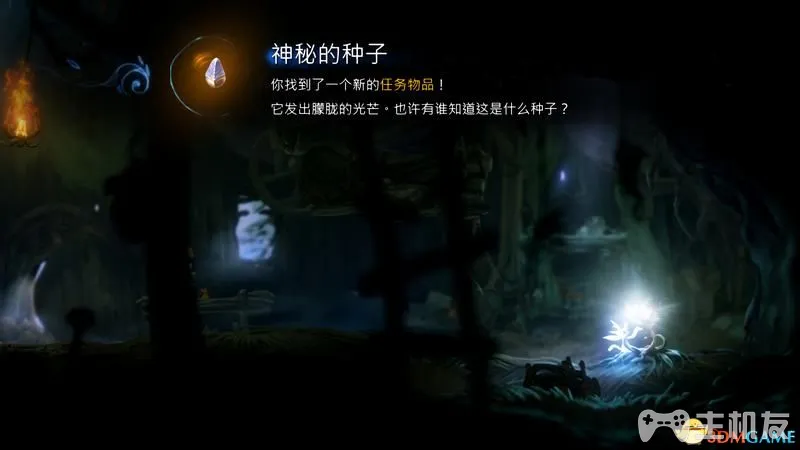 神秘的种子
你找到了一个新的任务物品！
它发出朦胧的光芒。也许有谁知道这是什么种子？
主机友
3DMGAME